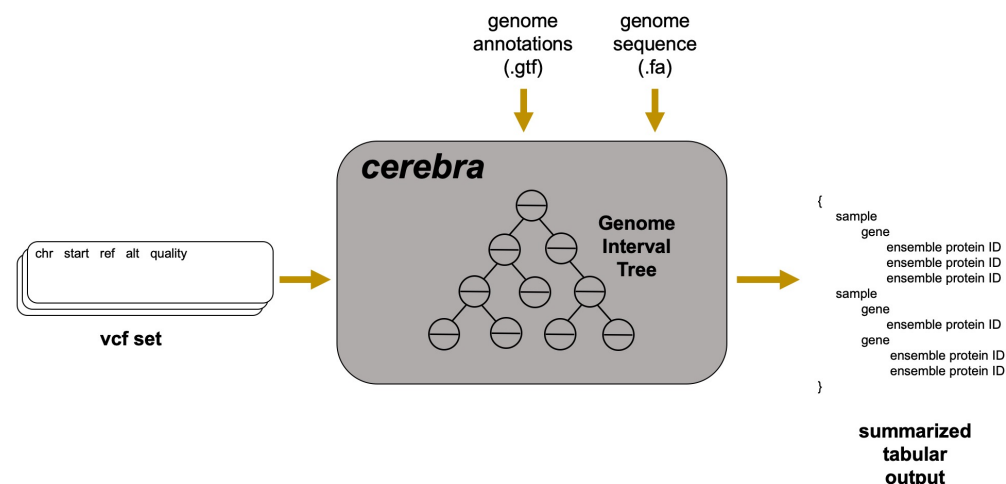 genome
annotations
(.gtf)
genome
sequence
(.fa)
cerebra
Genome
Interval
Tree
chr start ref alt quality
vcf set
{
sample
gene
ensemble protein ID
ensemble protein ID
ensemble protein ID
sample
gene
ensemble protein ID
gene
ensemble protein ID
ensemble protein ID
}
summarized
tabular
output